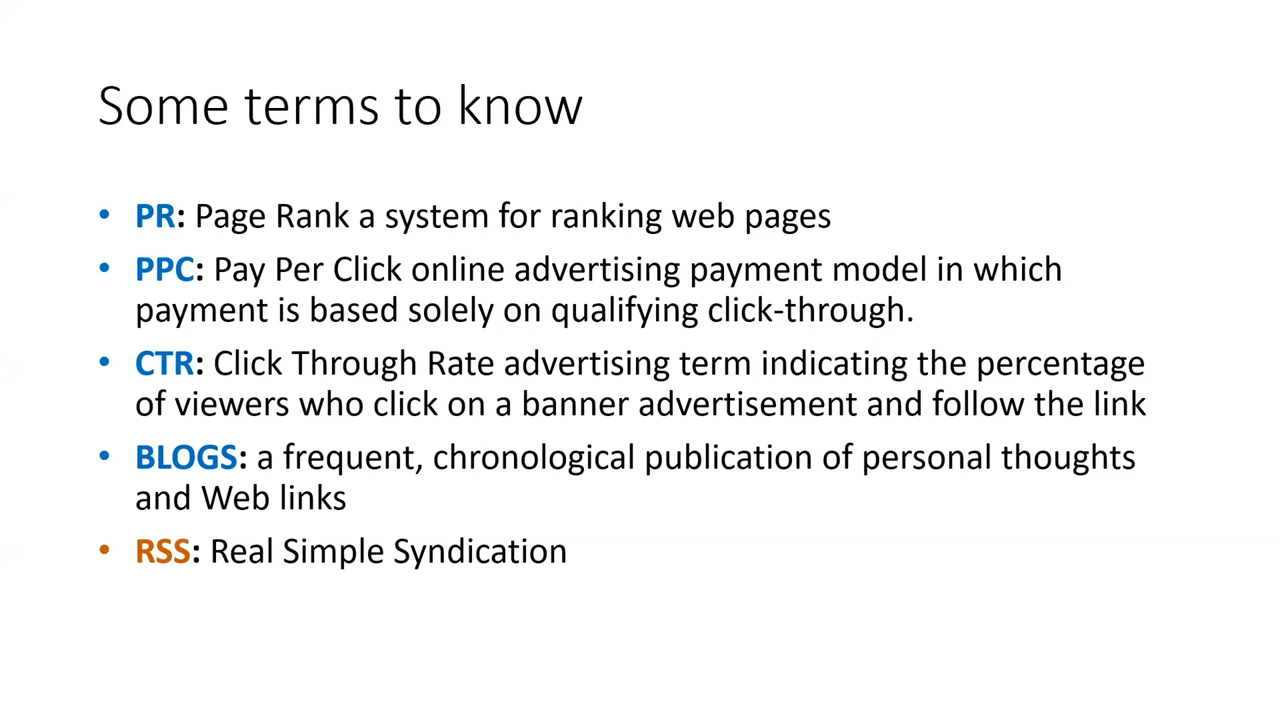 Some terms to know
• PR: Page Rank a system for ranking web pages
• PPC: Pay Per Click online advertising payment model in which
payment is based solely on qualifying click-through.
• CTR: Click Through Rate advertising term indicating the percentage
of viewers who click on a banner advertisement and follow the link
• BLOGS: a frequent, chronological publication of personal thoughts
and Web links
• RSS: Real Simple Syndication